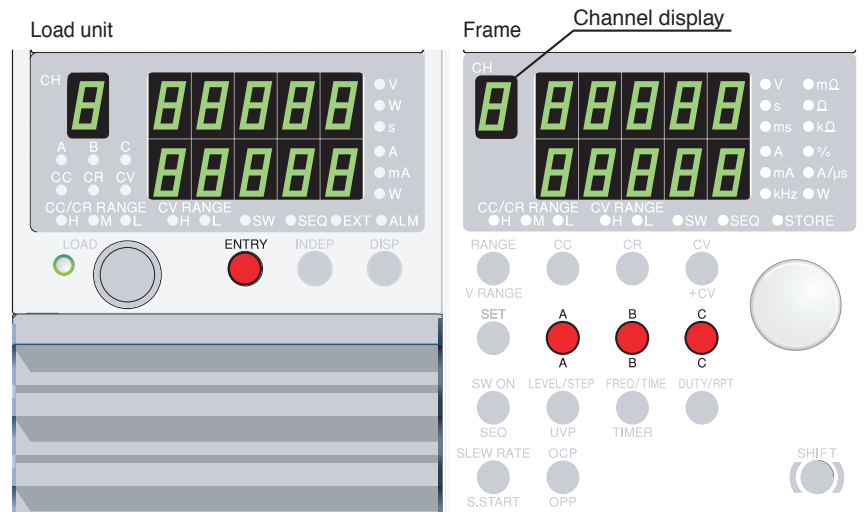 Load unit
CH
A B C
CC CR CV
V
W
s
A
mA
W
CC/CR RANGE CV RANGE
H M L H L SW SEQ EXT ALM
LOAD ENTRY INDEP DISP
Frame
Channel display
CH
V mΩ
s Ω
ms kΩ
A %
mA A/µs
kHz W
CC/CR RANGE CV RANGE
H M L H L SW SEQ STORE
RANGE CC CR CV
V RANGE +CV
SET A B C
A B C
SW ON LEVEL/STEP FREQ/TIME DUTY/RPT
SEQ UVP TIMER
SLEW RATE OCP SHIFT
S.START OPP